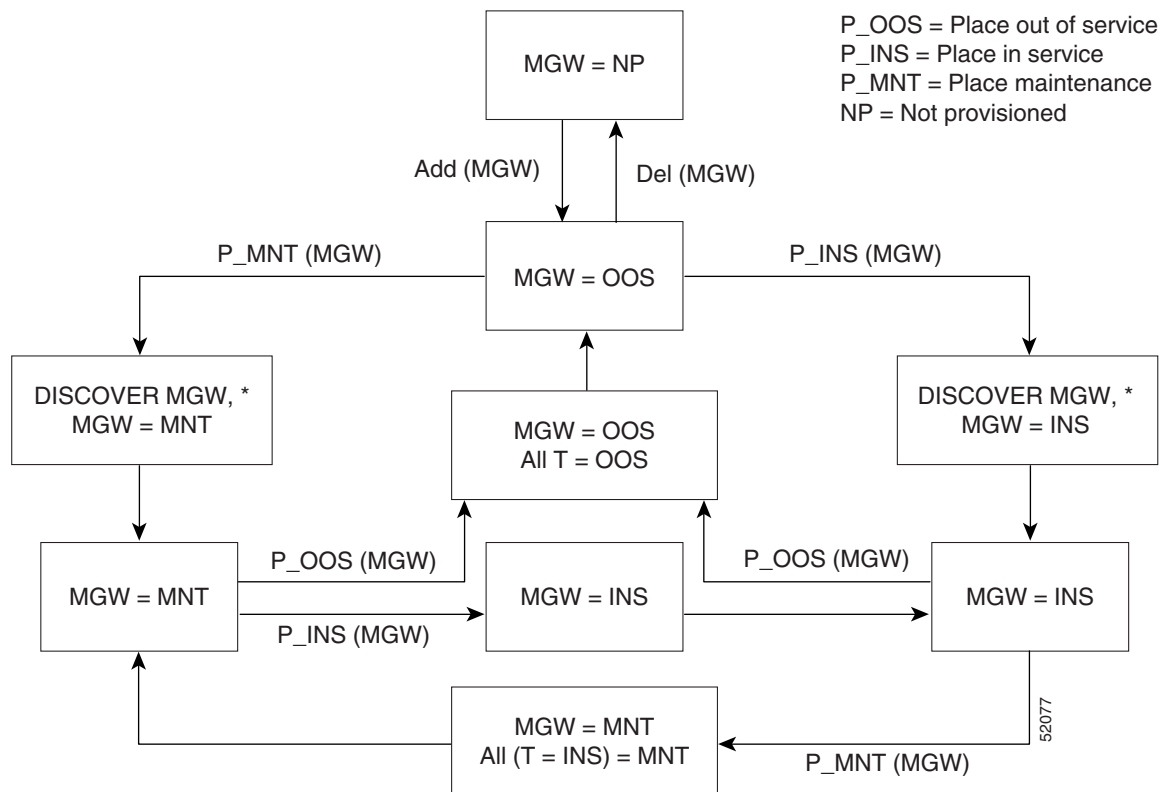 P_OOS = Place out of service
P_INS = Place in service
P_MNT = Place maintenance
NP = Not provisioned
MGW = NP
Add (MGW)
Del (MGW)
P_MNT (MGW)
MGW = OOS
P_INS (MGW)
DISCOVER MGW, *
MGW = MNT
MGW = OOS
All T = OOS
DISCOVER MGW, *
MGW = INS
MGW = MNT
P_OOS (MGW)
P_INS (MGW)
MGW = INS
P_OOS (MGW)
MGW = INS
MGW = MNT
All (T = INS) = MNT
P_MNT (MGW)
52077